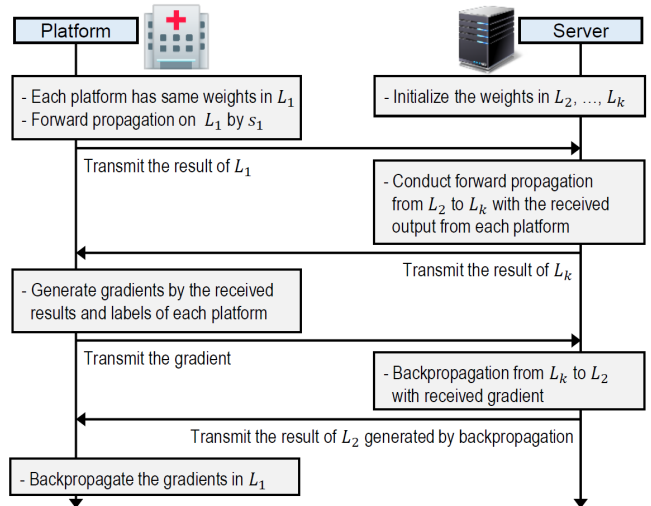 Platform
Server
- Each platform has same weights in L₁
- Forward propagation on L₁ by s₁
- Initialize the weights in L₂, …, Lₖ
Transmit the result of L₁
- Conduct forward propagation
from L₂ to Lₖ with the received
output from each platform
Transmit the result of Lₖ
- Generate gradients by the received
results and labels of each platform
Transmit the gradient
- Backpropagation from Lₖ to L₂
with received gradient
Transmit the result of L₂ generated by backpropagation
- Backpropagate the gradients in L₁